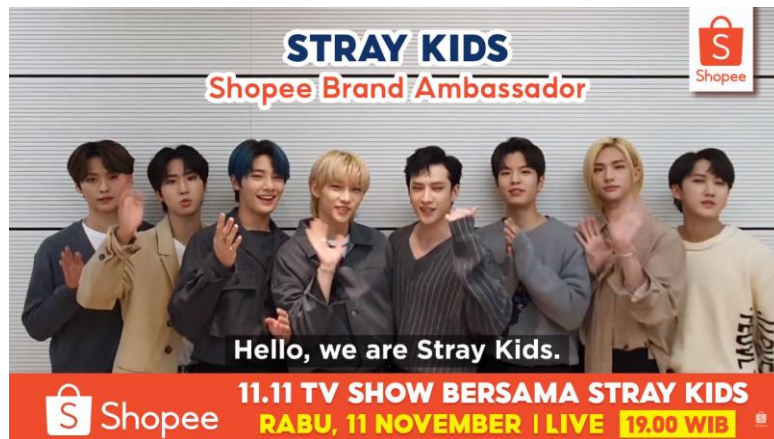 STRAY KIDS
Shopee Brand Ambassador
S
Shopee
Hello, we are Stray Kids.
S Shopee
11.11 TV SHOW BERSAMA STRAY KIDS
RABU, 11 NOVEMBER | LIVE 19.00 WIB